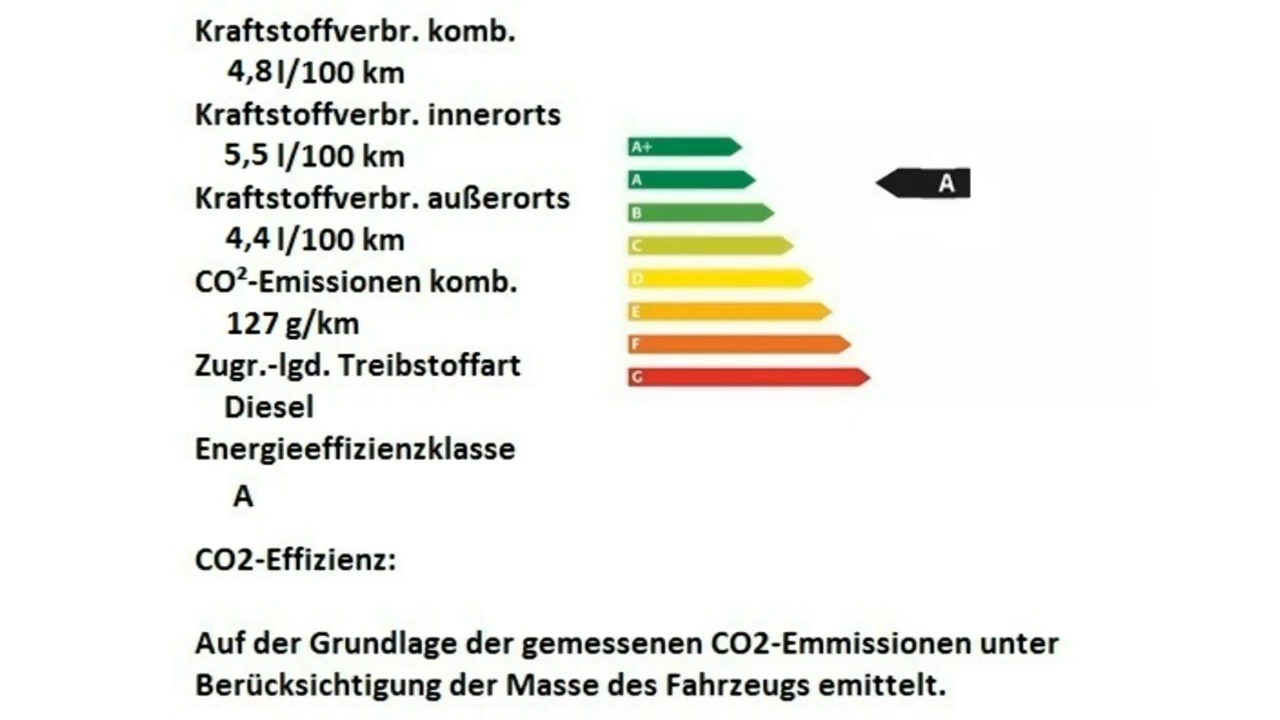 Kraftstoffverbr. komb.
4,8 l/100 km
Kraftstoffverbr. innerorts
5,5 l/100 km
Kraftstoffverbr. außerorts
4,4 l/100 km
CO²-Emissionen komb.
127 g/km
Zugr.-lgd. Treibstoffart
Diesel
Energieeffizienzklasse
A
CO2-Effizienz:
Auf der Grundlage der gemessenen CO2-Emmissionen unter
Berücksichtigung der Masse des Fahrzeugs emittelt.
A+
A
B
C
D
E
F
G
A